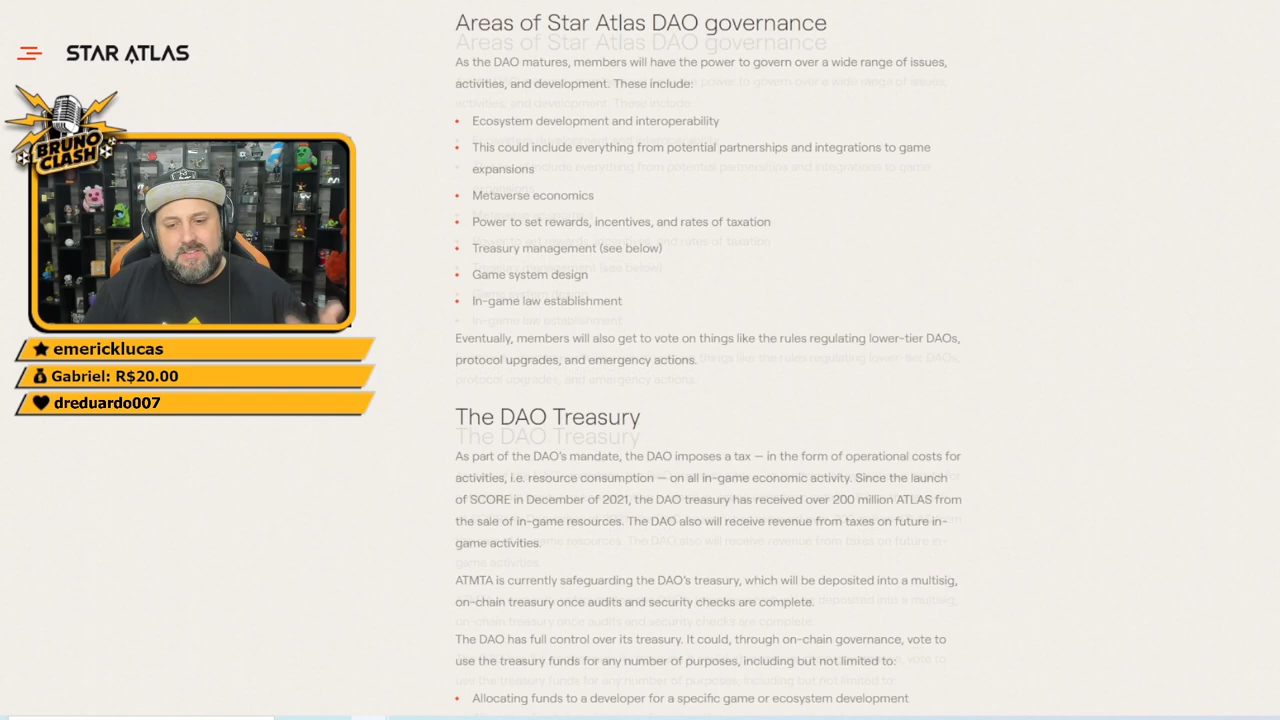 Areas of Star Atlas DAO governance
STAR ATLAS
As the DAO matures, members will have the power to govern over a wide range of issues,
activities, and development. These include:
• Ecosystem development and interoperability
• This could include everything from potential partnerships and integrations to game
expansions
• Metaverse economics
• Power to set rewards, incentives, and rates of taxation
• Treasury management (see below)
• Game system design
• In-game law establishment
Eventually, members will also get to vote on things like the rules regulating lower-tier DAOs,
protocol upgrades, and emergency actions.
BRUNO
CLASH
emericklucas
Gabriel: R$20.00
dreduardo007
The DAO Treasury
As part of the DAO's mandate, the DAO imposes a tax — in the form of operational costs for
activities, i.e. resource consumption — on all in-game economic activity. Since the launch
of SCORE in December of 2021, the DAO treasury has received over 200 million ATLAS from
the sale of in-game resources. The DAO also will receive revenue from taxes on future in-
game activities.
ATMTA is currently safeguarding the DAO's treasury, which will be deposited into a multisig,
on-chain treasury once audits and security checks are complete.
The DAO has full control over its treasury. It could, through on-chain governance, vote to
use the treasury funds for any number of purposes, including but not limited to:
• Allocating funds to a developer for a specific game or ecosystem development